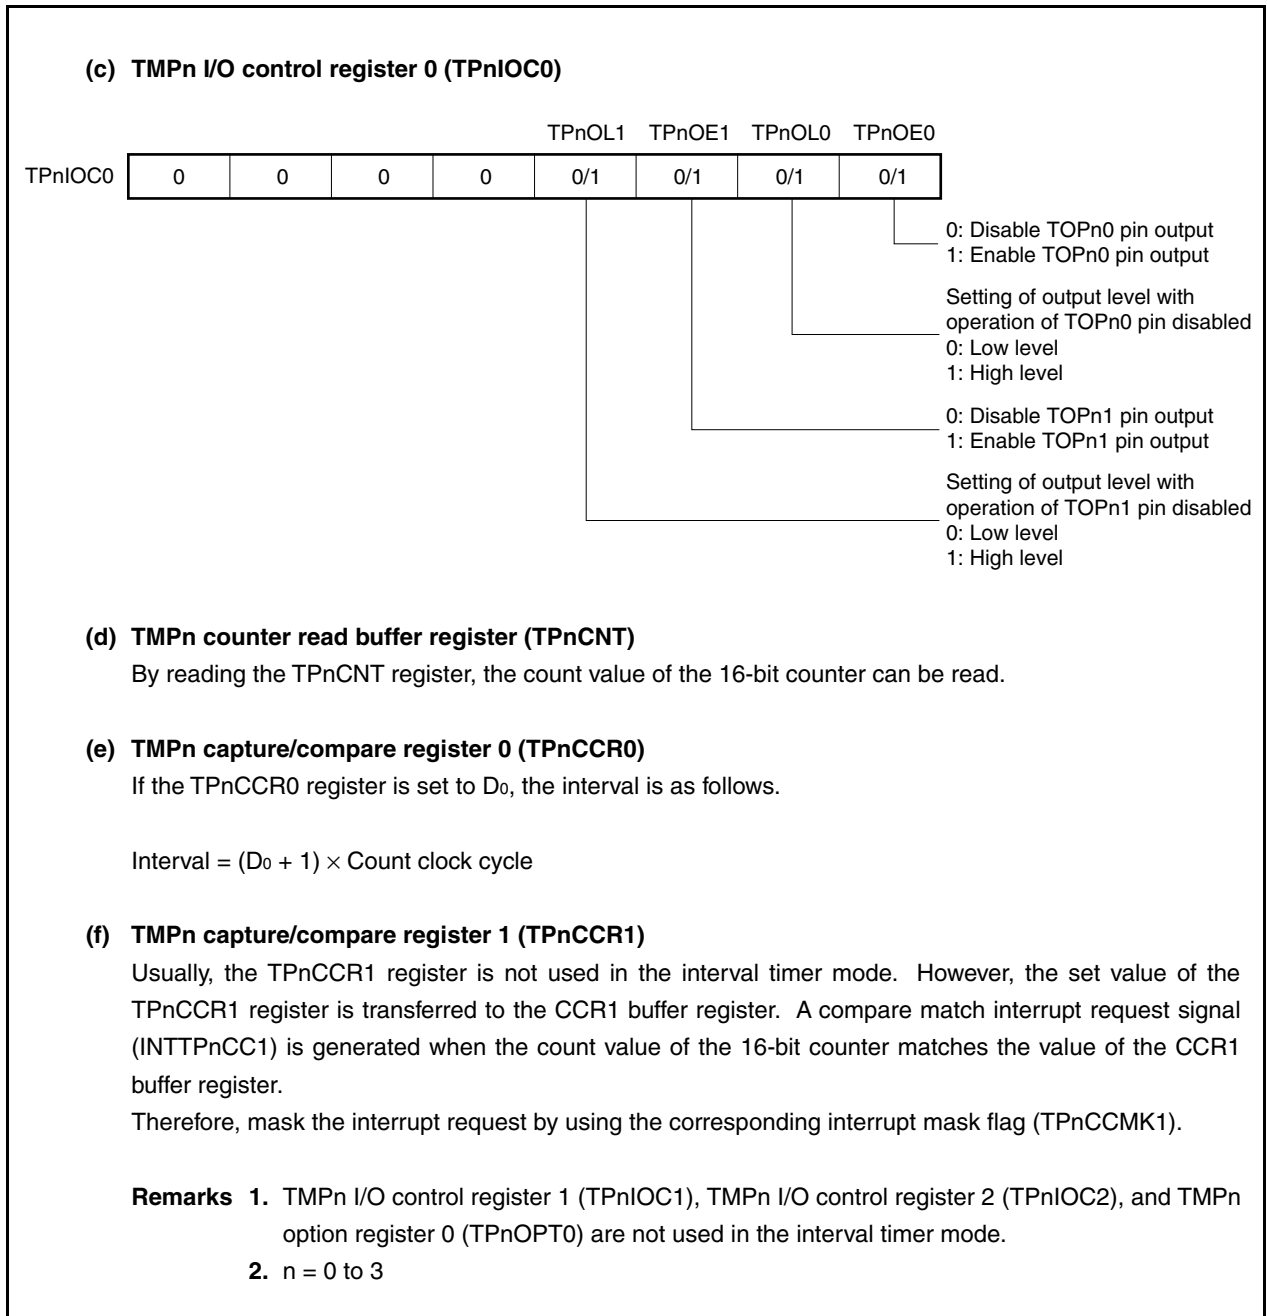 (c) TMPn I/O control register 0 (TPnIOC0)
TPnOL1 TPnOE1 TPnOL0 TPnOE0
TPnIOC0 0 0 0 0 0/1 0/1 0/1 0/1
0: Disable TOPn0 pin output
1: Enable TOPn0 pin output
Setting of output level with
operation of TOPn0 pin disabled
0: Low level
1: High level
0: Disable TOPn1 pin output
1: Enable TOPn1 pin output
Setting of output level with
operation of TOPn1 pin disabled
0: Low level
1: High level
(d) TMPn counter read buffer register (TPnCNT)
By reading the TPnCNT register, the count value of the 16-bit counter can be read.
(e) TMPn capture/compare register 0 (TPnCCR0)
If the TPnCCR0 register is set to D0, the interval is as follows.
Interval = (D0 + 1) × Count clock cycle
(f) TMPn capture/compare register 1 (TPnCCR1)
Usually, the TPnCCR1 register is not used in the interval timer mode. However, the set value of the
TPnCCR1 register is transferred to the CCR1 buffer register. A compare match interrupt request signal
(INTTPnCC1) is generated when the count value of the 16-bit counter matches the value of the CCR1
buffer register.
Therefore, mask the interrupt request by using the corresponding interrupt mask flag (TPnCCMK1).
Remarks 1. TMPn I/O control register 1 (TPnIOC1), TMPn I/O control register 2 (TPnIOC2), and TMPn
option register 0 (TPnOPT0) are not used in the interval timer mode.
2. n = 0 to 3